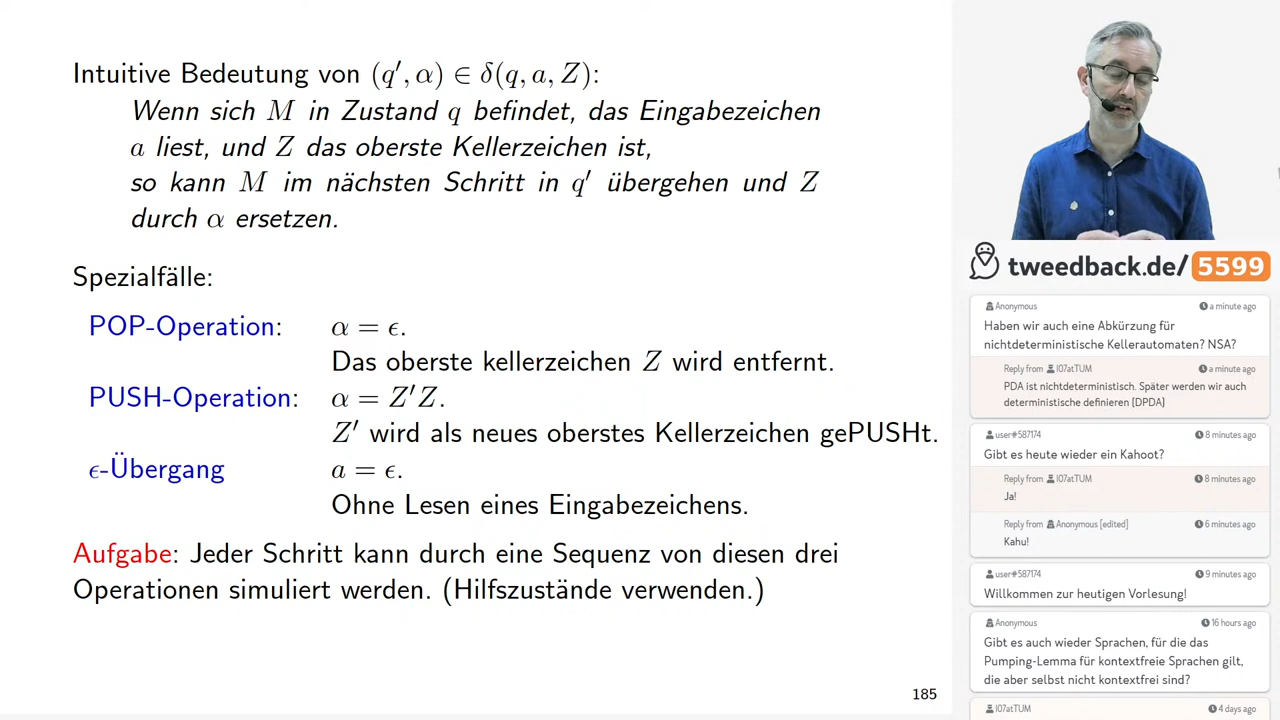 Intuitive Bedeutung von (q′, α) ∈ δ(q, a, Z):
Wenn sich M in Zustand q befindet, das Eingabezeichen
a liest, und Z das oberste Kellerzeichen ist,
so kann M im nächsten Schritt in q′ übergehen und Z
durch α ersetzen.
Spezialfälle:
POP-Operation: α = ϵ.
Das oberste kellerzeichen Z wird entfernt.
PUSH-Operation: α = Z′Z.
Z′ wird als neues oberstes Kellerzeichen gePUSHt.
ϵ-Übergang a = ϵ.
Ohne Lesen eines Eingabezeichens.
Aufgabe: Jeder Schritt kann durch eine Sequenz von diesen drei
Operationen simuliert werden. (Hilfszustände verwenden.)
185
tweedback.de/ 5599
Anonymous a minute ago
Haben wir auch eine Abkürzung für
nichtdeterministische Kellerautomaten? NSA?
Reply from I07atTUM a minute ago
PDA ist nichtdeterministisch. Später werden wir auch
deterministische definieren [DPDA]
user#587174 8 minutes ago
Gibt es heute wieder ein Kahoot?
Reply from I07atTUM 8 minutes ago
Ja!
Reply from Anonymous [edited] 6 minutes ago
Kahu!
user#587174 9 minutes ago
Willkommen zur heutigen Vorlesung!
Anonymous 16 hours ago
Gibt es auch wieder Sprachen, für die das
Pumping-Lemma für kontextfreie Sprachen gilt,
die aber selbst nicht kontextfrei sind?
I07atTUM 4 days ago